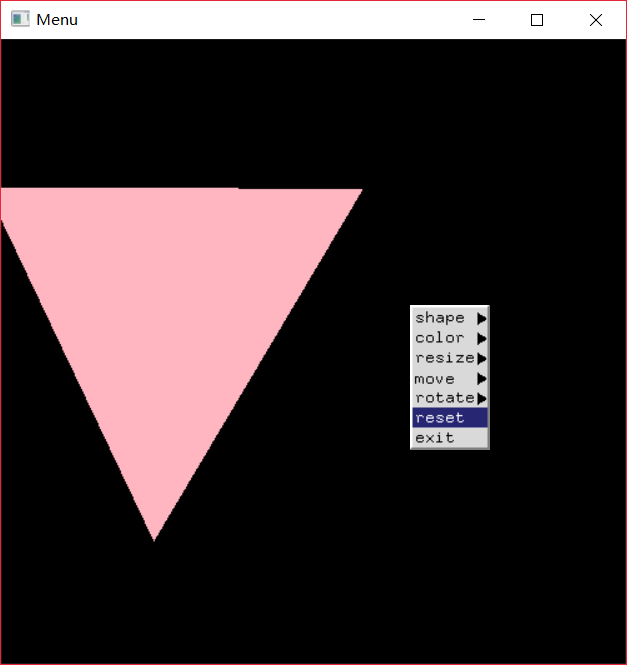 Menu
shape
color
resize
move
rotate
reset
exit